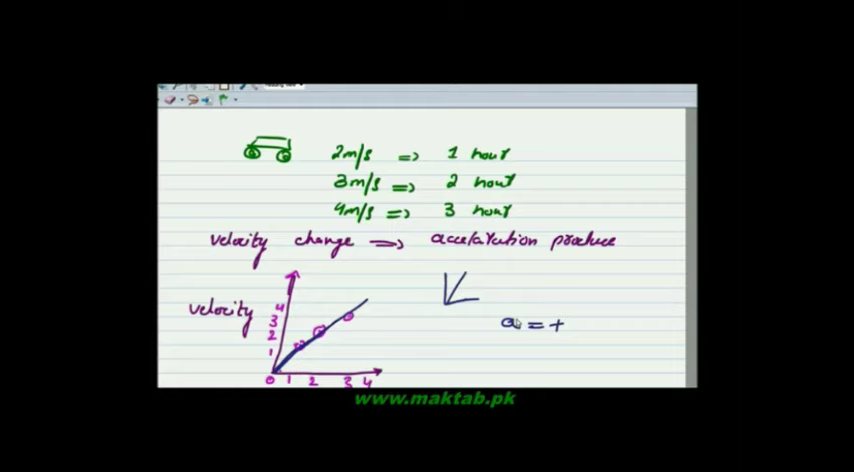 2m/s => 1 hour
3m/s => 2 hour
4m/s => 3 hour
velocity change => accelaration produce
velocity
4
3
2
1
a = +
0 1 2 3 4
www.maktab.pk